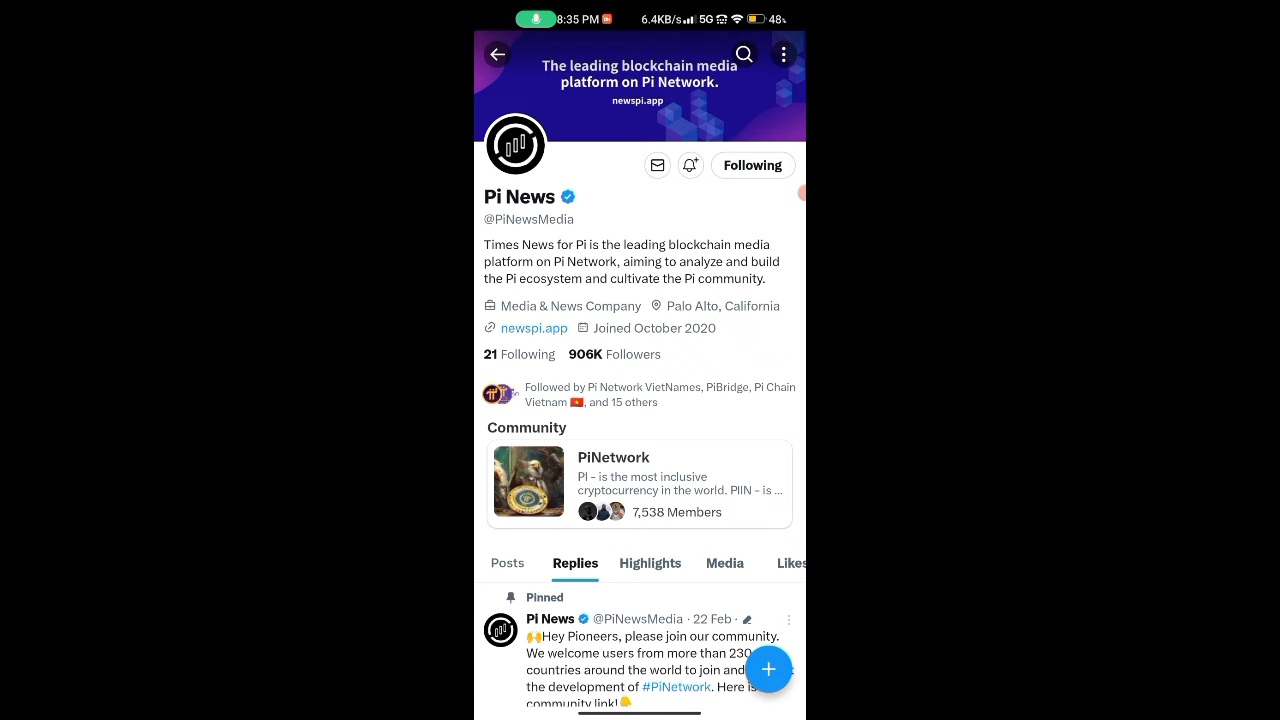 8:35 PM 6.4KB/s 5G 48%
The leading blockchain media
platform on Pi Network.
newspi.app
Following
Pi News
@PiNewsMedia
Times News for Pi is the leading blockchain media
platform on Pi Network, aiming to analyze and build
the Pi ecosystem and cultivate the Pi community.
Media & News Company Palo Alto, California
newspi.app Joined October 2020
21 Following 906K Followers
Followed by Pi Network VietNames, PiBridge, Pi Chain
Vietnam 🇻🇳, and 15 others
Community
PiNetwork
PI - is the most inclusive
cryptocurrency in the world. PIIN - is ...
7,538 Members
Posts Replies Highlights Media Likes
Pinned
Pi News @PiNewsMedia · 22 Feb ·
🙌Hey Pioneers, please join our community.
We welcome users from more than 230
countries around the world to join and
the development of #PiNetwork. Here is
community link!👇